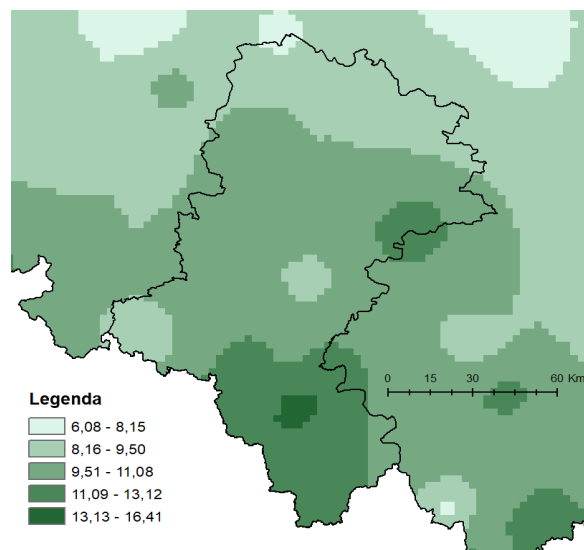 0 15 30 60 Km
Legenda
6,08 - 8,15
8,16 - 9,50
9,51 - 11,08
11,09 - 13,12
13,13 - 16,41